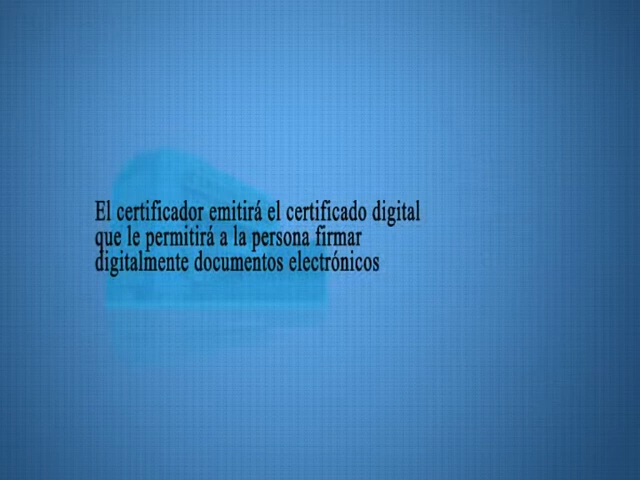 El certificador emitirá el certificado digital
que le permitirá a la persona firmar
digitalmente documentos electrónicos